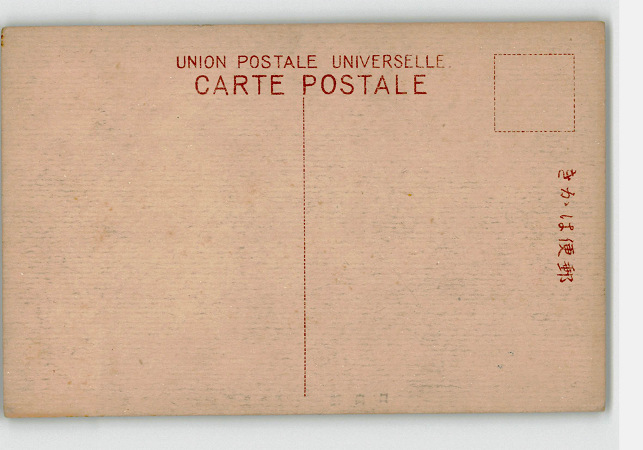 UNION POSTALE UNIVERSELLE.
CARTE POSTALE
郵便はかき